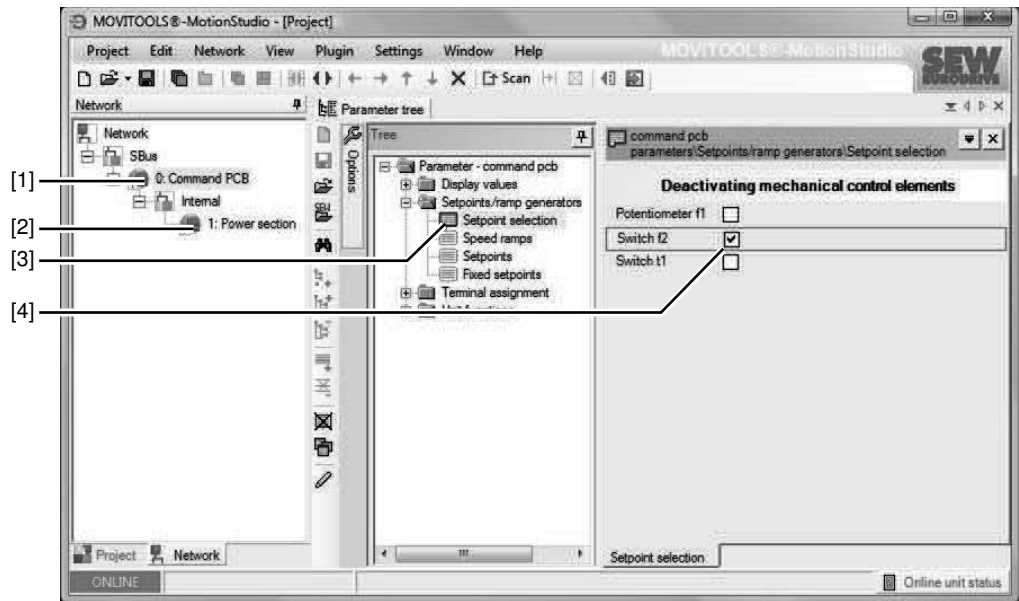 MOVITOOLS®-MotionStudio - [Project]
Project Edit Network View Plugin Settings Window Help
MOVITOOLS®-MotionStudio
SEW
EURODRIVE
Scan
Network
Parameter tree
Network
SBus
[1] 0: Command PCB
Internal
[2] 1: Power section
[3]
[4]
Options
Tree
Parameter - command pcb
Display values
Setpoints/ramp generators
Setpoint selection
Speed ramps
Setpoints
Fixed setpoints
Terminal assignment
Unit functions
command pcb
parameters\Setpoints/ramp generators\Setpoint selection
Deactivating mechanical control elements
Potentiometer f1
Switch f2
Switch t1
Project Network
Setpoint selection
ONLINE
Online unit status